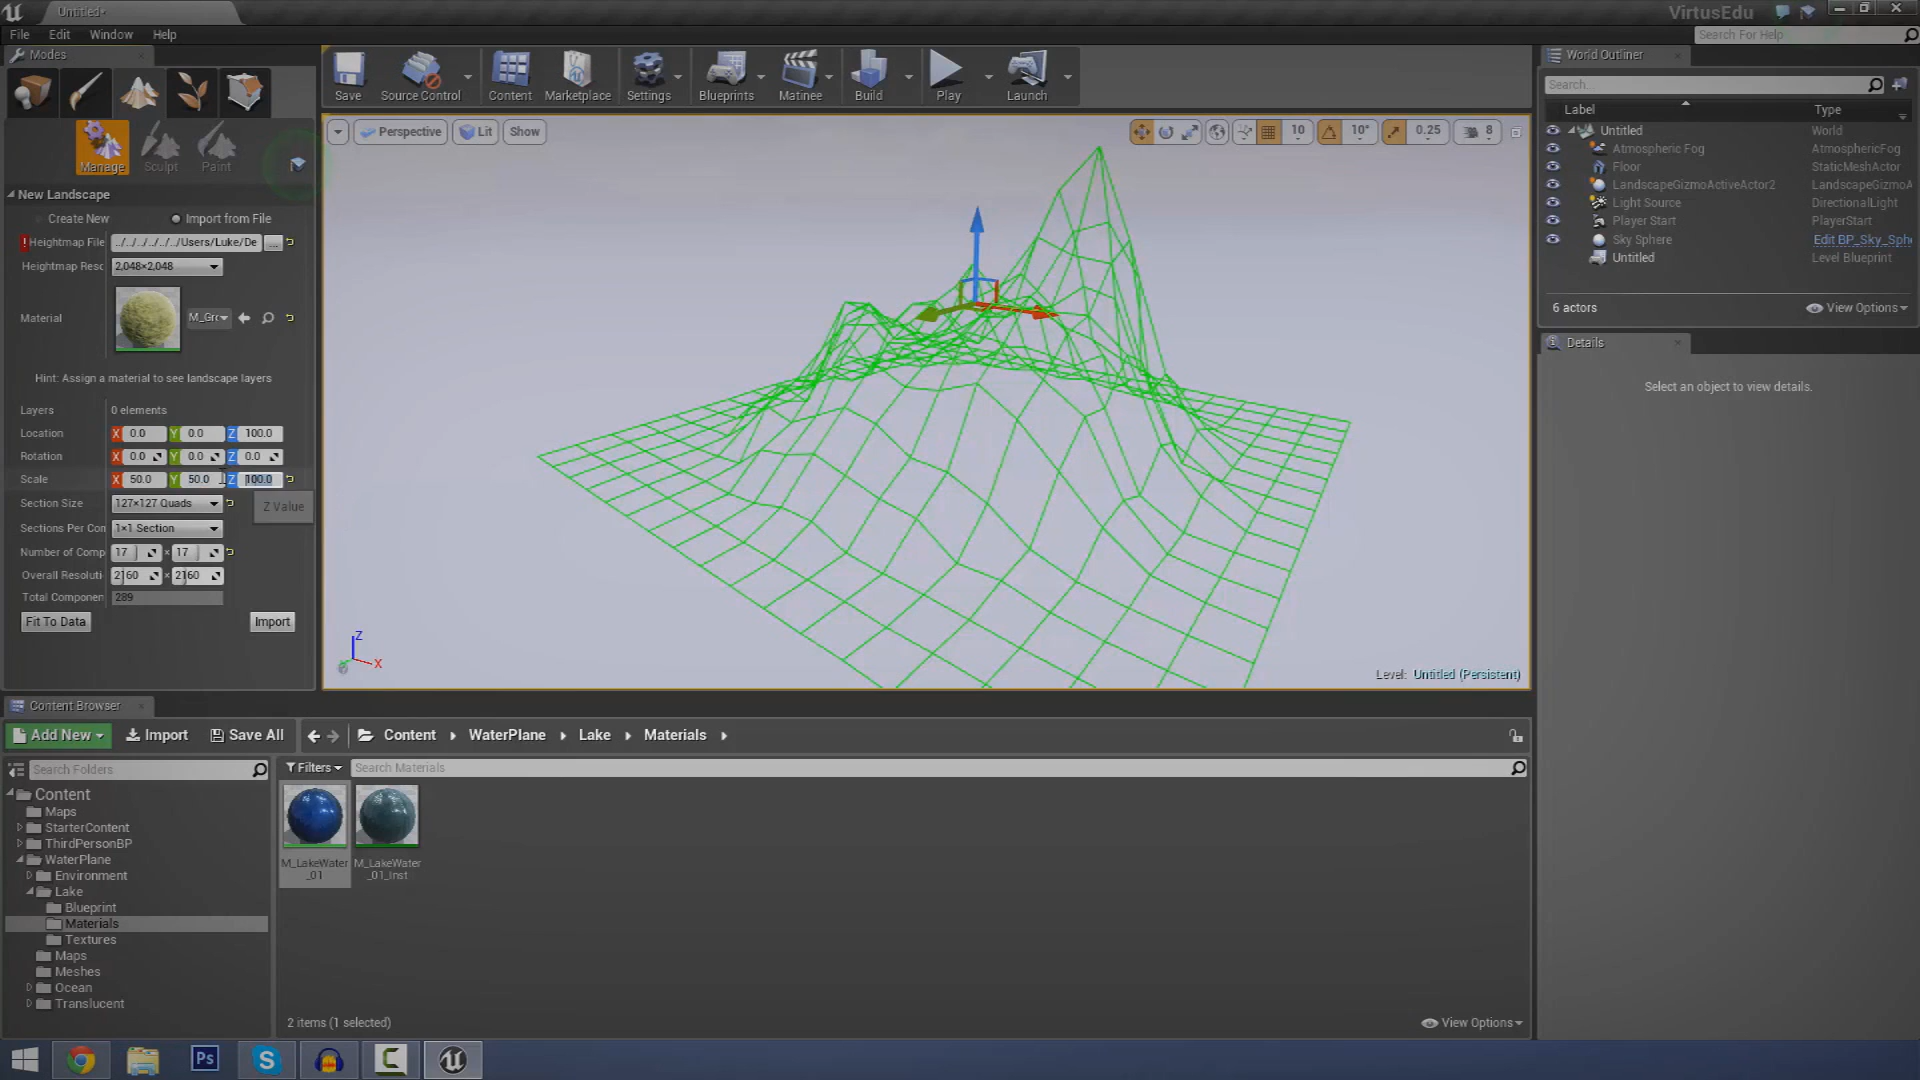 Untitled*
VirtusEdu
File Edit Window Help
Search For Help
Modes
Save Source Control Content Marketplace Settings Blueprints Matinee Build Play Launch
World Outliner
Search...
Label Type
Untitled World
Atmospheric Fog AtmosphericFog
Floor StaticMeshActor
LandscapeGizmoActiveActor2 LandscapeGizmoA
Light Source DirectionalLight
Player Start PlayerStart
Sky Sphere Edit BP_Sky_Sphe
Untitled Level Blueprint
6 actors View Options
Details
Select an object to view details.
Manage Sculpt Paint
Perspective Lit Show
10 10° 0.25 8
New Landscape
Create New Import from File
! Heightmap File ../../../../../../Users/Luke/De ...
Heightmap Resc 2,048×2,048
Material M_Gr
Hint: Assign a material to see landscape layers
Layers 0 elements
Location X 0.0 Y 0.0 Z 100.0
Rotation X 0.0 Y 0.0 Z 0.0
Scale X 50.0 Y 50.0 Z 100.0
Section Size 127×127 Quads
Z Value
Sections Per Con 1×1 Section
Number of Comp 17 × 17
Overall Resoluti 2160 × 2160
Total Componen 289
Fit To Data Import
Z
X
Level: Untitled (Persistent)
Content Browser
Add New Import Save All Content WaterPlane Lake Materials
Search Folders
Filters Search Materials
Content
Maps
StarterContent
ThirdPersonBP
WaterPlane
Environment
Lake
Blueprint
Materials
Textures
Maps
Meshes
Ocean
Translucent
M_LakeWater
_01
M_LakeWater
_01_Inst
2 items (1 selected) View Options
Ps